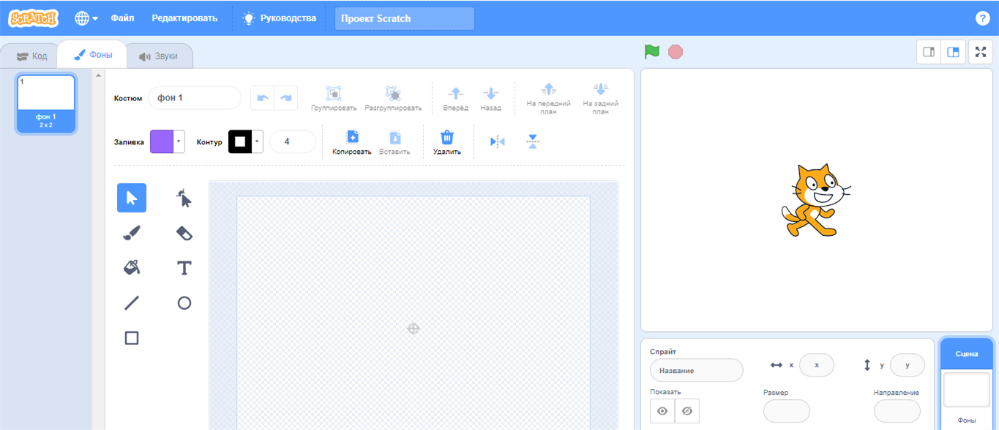 SCRATCH Файл Редактировать Руководства Проект Scratch ?
Код Фоны Звуки
1
фон 1
2 x 2
Костюм фон 1 Группировать Разгруппировать Вперёд Назад На передний план На задний план
Заливка Контур 4 Копировать Вставить Удалить
T
Спрайт
Название x x y y
Показать Размер Направление
Сцена
Фоны